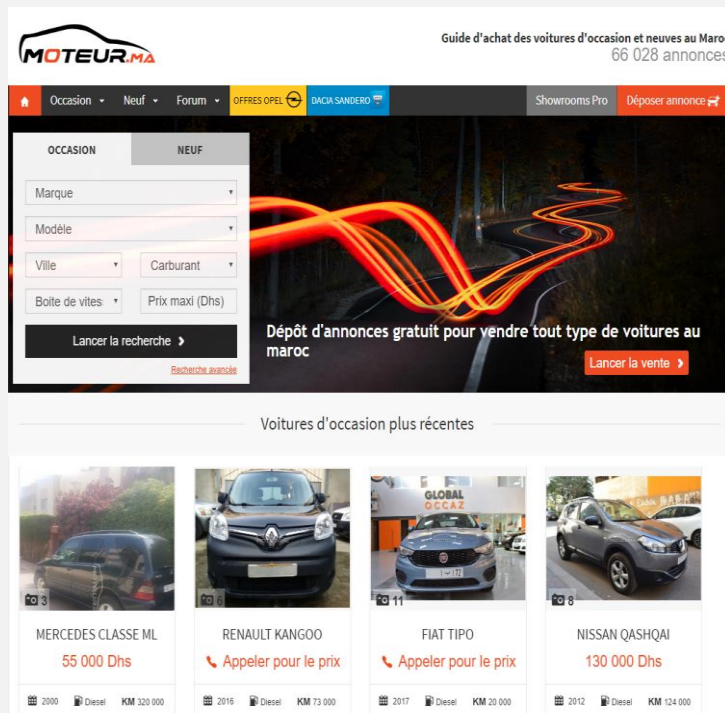 MOTEUR.MA
Guide d'achat des voitures d'occasion et neuves au Maroc
66 028 annonces
Occasion Neuf Forum OFFRES OPEL DACIA SANDERO Showrooms Pro Déposer annonce
OCCASION NEUF
Marque
Modèle
Ville Carburant
Boite de vites Prix maxi (Dhs)
Lancer la recherche
Recherche avancée
Dépôt d'annonces gratuit pour vendre tout type de voitures au
maroc
Lancer la vente
Voitures d'occasion plus récentes
GLOBAL
OCCAZ
3 6 11 8
MERCEDES CLASSE ML RENAULT KANGOO FIAT TIPO NISSAN QASHQAI
55 000 Dhs Appeler pour le prix Appeler pour le prix 130 000 Dhs
2000 Diesel KM 320 000 2016 Diesel KM 73 000 2017 Diesel KM 20 000 2012 Diesel KM 124 000